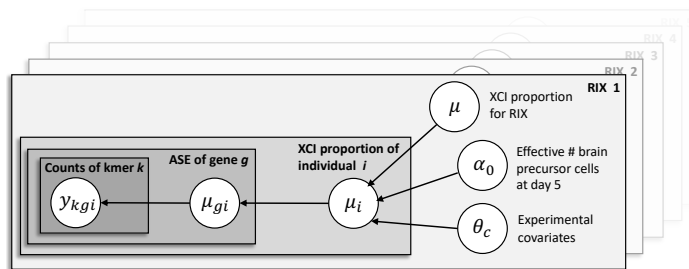 RIX 4
RIX 3
RIX 2
RIX 1
μ
XCI proportion
for RIX
XCI proportion of
individual i
ASE of gene g
Counts of kmer k
α0
Effective # brain
precursor cells
at day 5
ykgi
μgi
μi
θc
Experimental
covariates